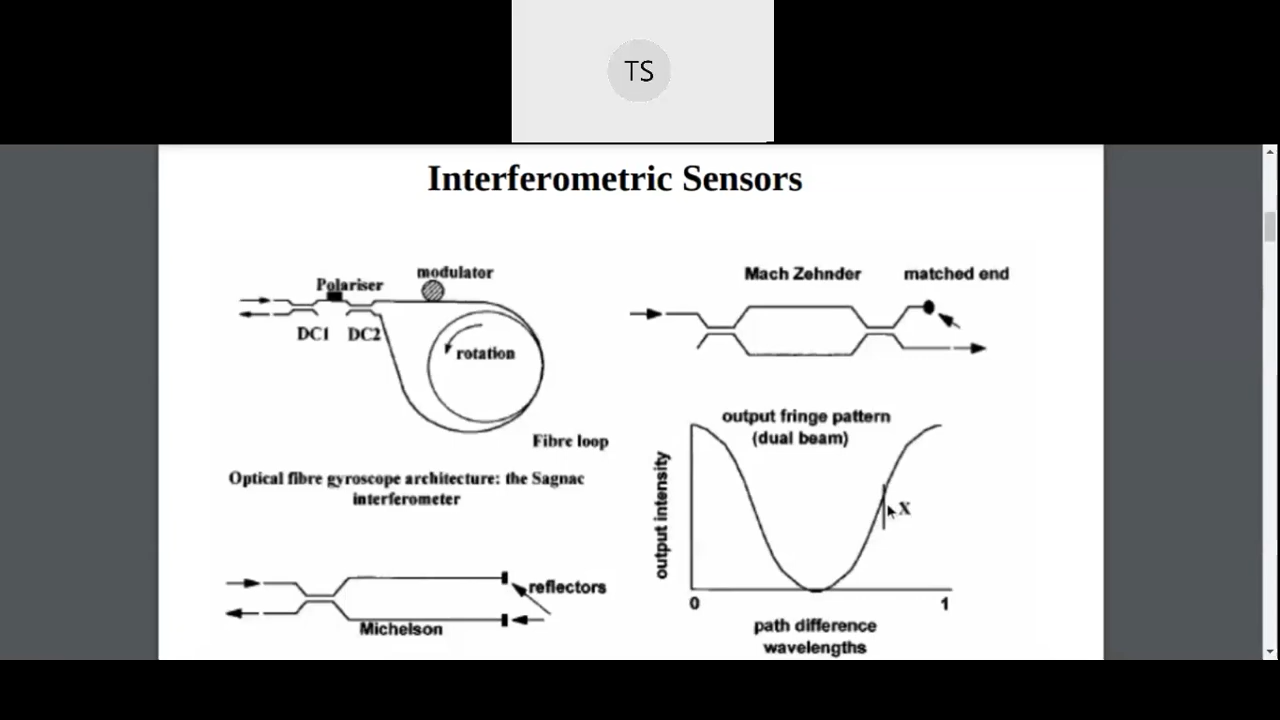 TS
Interferometric Sensors
modulator
Polariser
DC1 DC2
rotation
Fibre loop
Optical fibre gyroscope architecture: the Sagnac
interferometer
reflectors
Michelson
Mach Zehnder
matched end
output fringe pattern
(dual beam)
output intensity
X
0
1
path difference
wavelengths